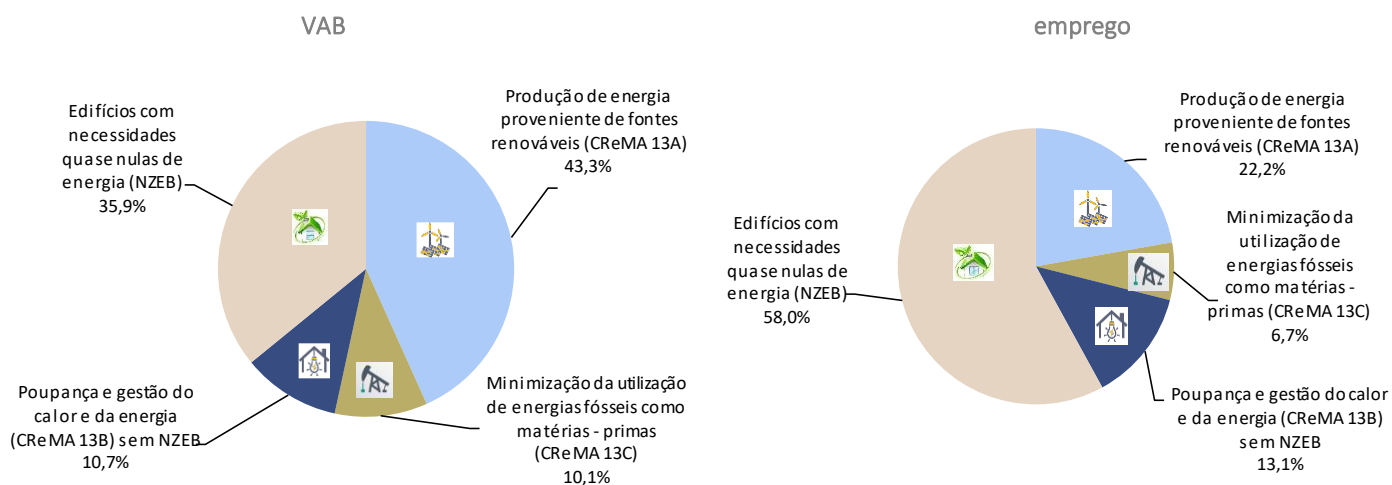 VAB
Produção de energia
proveniente de fontes
renováveis (CReMA 13A)
43,3%
Minimização da utilização
de energias fósseis como
matérias - primas
(CReMA 13C)
10,1%
Poupança e gestão do
calor e da energia
(CReMA 13B) sem NZEB
10,7%
Edifícios com
necessidades
quase nulas de
energia (NZEB)
35,9%
emprego
Produção de energia
proveniente de fontes
renováveis (CReMA 13A)
22,2%
Minimização da
utilização de
energias fósseis
como matérias -
primas (CReMA 13C)
6,7%
Poupança e gestão do calor
e da energia (CReMA 13B)
sem NZEB
13,1%
Edifícios com
necessidades
quase nulas de
energia (NZEB)
58,0%